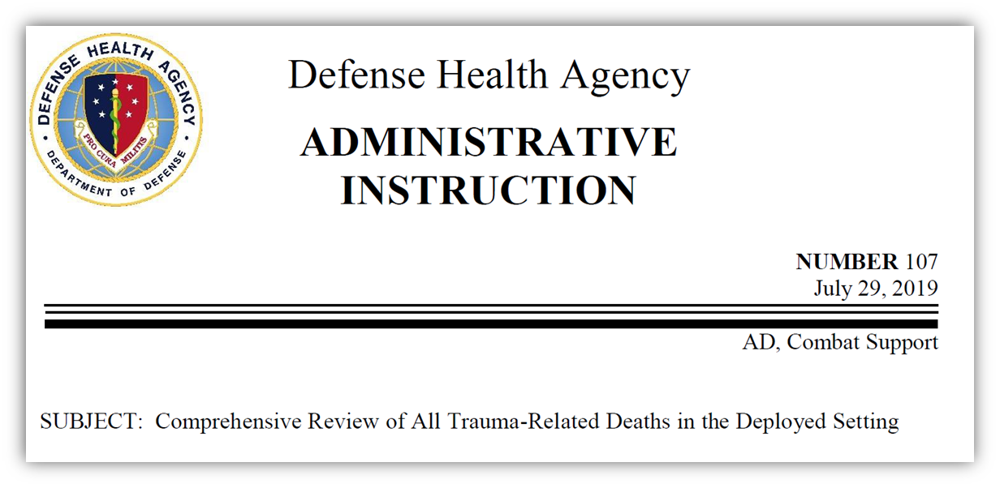 DEFENSE HEALTH AGENCY
PRO CURA MILITIS
DEPARTMENT OF DEFENSE
Defense Health Agency
ADMINISTRATIVE
INSTRUCTION
NUMBER 107
July 29, 2019
AD, Combat Support
SUBJECT: Comprehensive Review of All Trauma-Related Deaths in the Deployed Setting